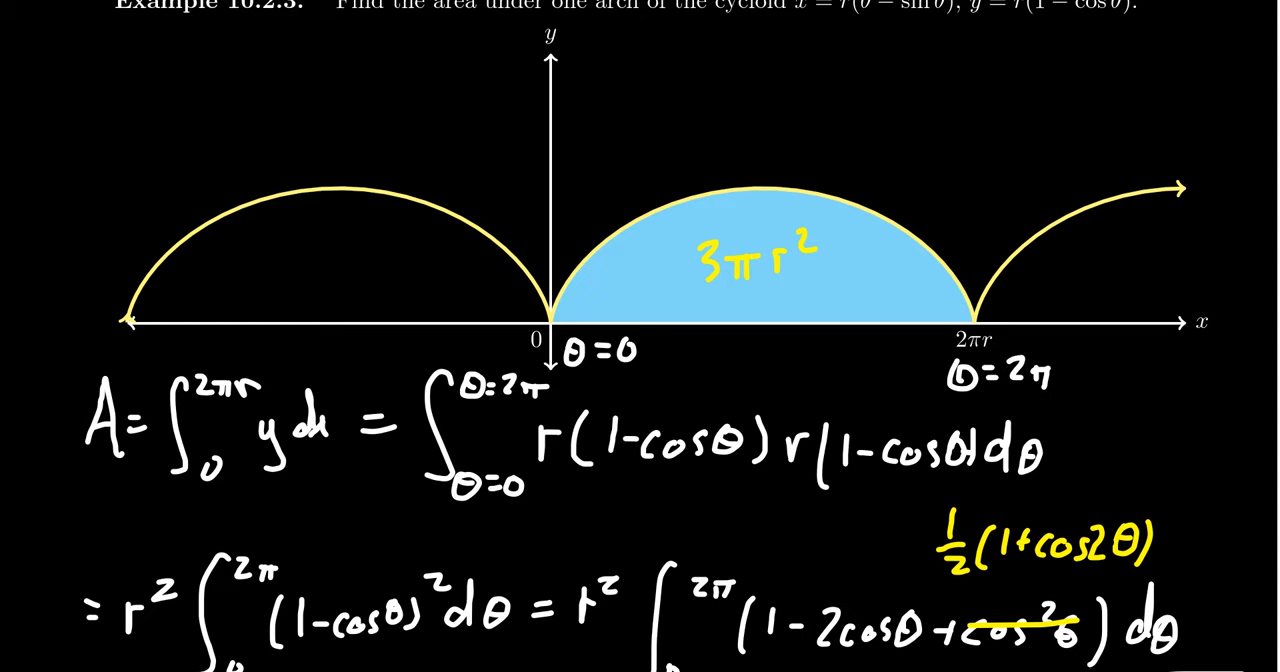 Example 10.2.3. Find the area under one arch of the cycloid x = r(θ − sin θ), y = r(1 − cos θ).
y
3πr²
0
2πr
x
θ=0
θ=2π
A = ∫₀^{2πr} y dx = ∫_{θ=0}^{θ=2π} r(1-cosθ) r(1-cosθ)dθ
½(1+cos2θ)
= r² ∫₀^{2π} (1-cosθ)² dθ = r² ∫₀^{2π} (1-2cosθ+cos²θ) dθ